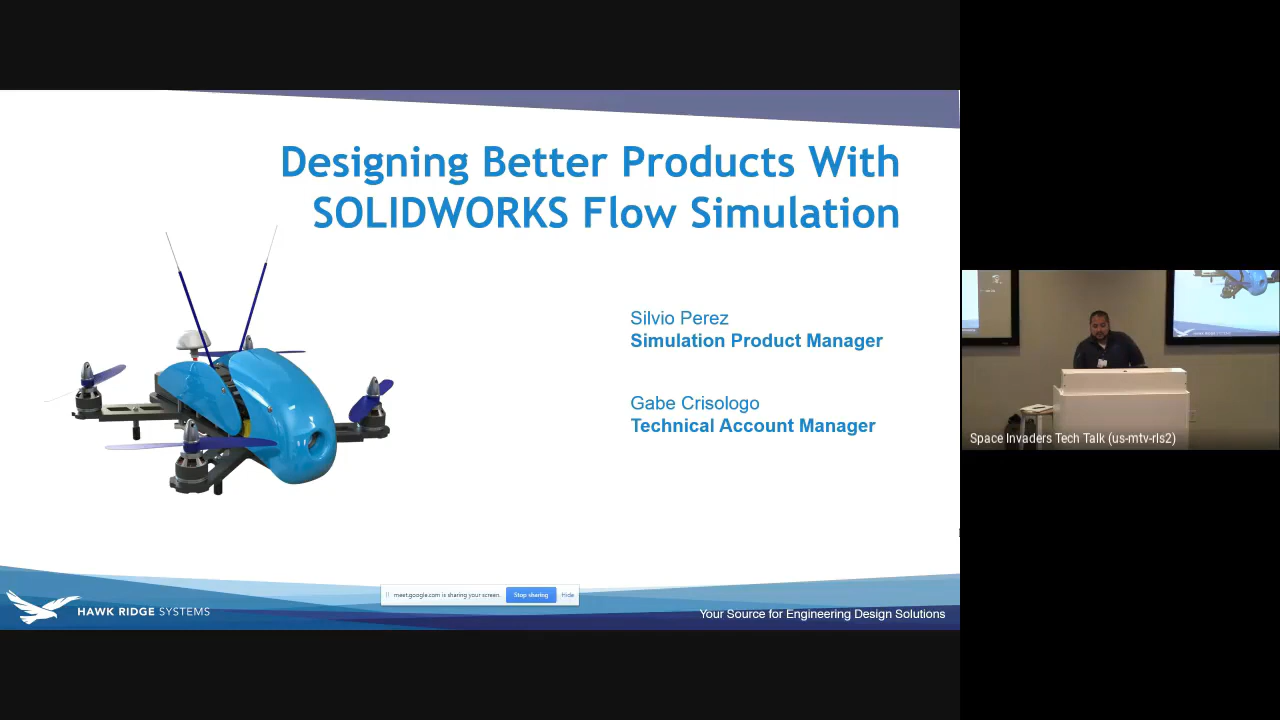 Designing Better Products With
SOLIDWORKS Flow Simulation
Silvio Perez
Simulation Product Manager
Gabe Crisologo
Technical Account Manager
meet.google.com is sharing your screen.
Stop sharing
Hide
HAWK RIDGE SYSTEMS
Your Source for Engineering Design Solutions
Space Invaders Tech Talk (us-mtv-rls2)